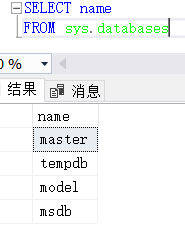 SELECT name
FROM sys.databases
0 %
结果 消息
name
master
tempdb
model
msdb